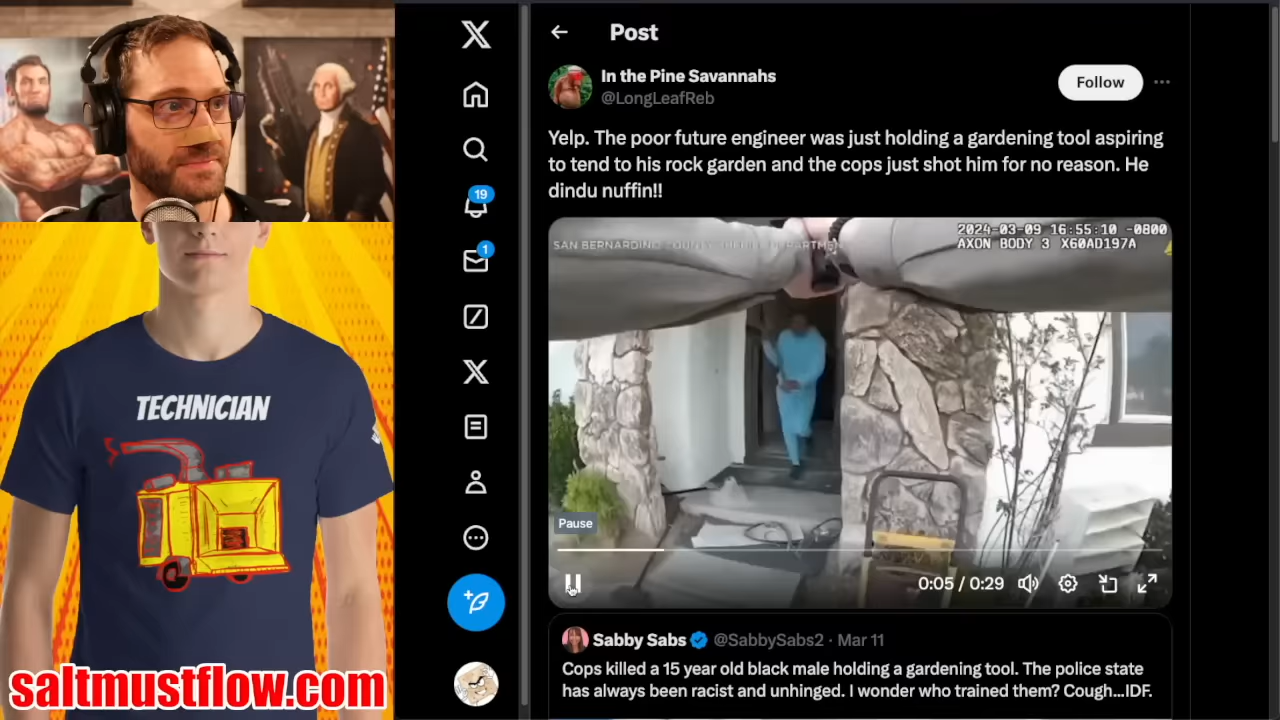 Post
In the Pine Savannahs
@LongLeafReb
Follow
Yelp. The poor future engineer was just holding a gardening tool aspiring
to tend to his rock garden and the cops just shot him for no reason. He
dindu nuffin!!
2024-03-09 16:55:10 -0800
AXON BODY 3 X60AD197A
SAN BERNARDINO COUNTY
19
1
Pause
0:05 / 0:29
Sabby Sabs @SabbySabs2 · Mar 11
Cops killed a 15 year old black male holding a gardening tool. The police state
has always been racist and unhinged. I wonder who trained them? Cough...IDF.
TECHNICIAN
saltmustflow.com